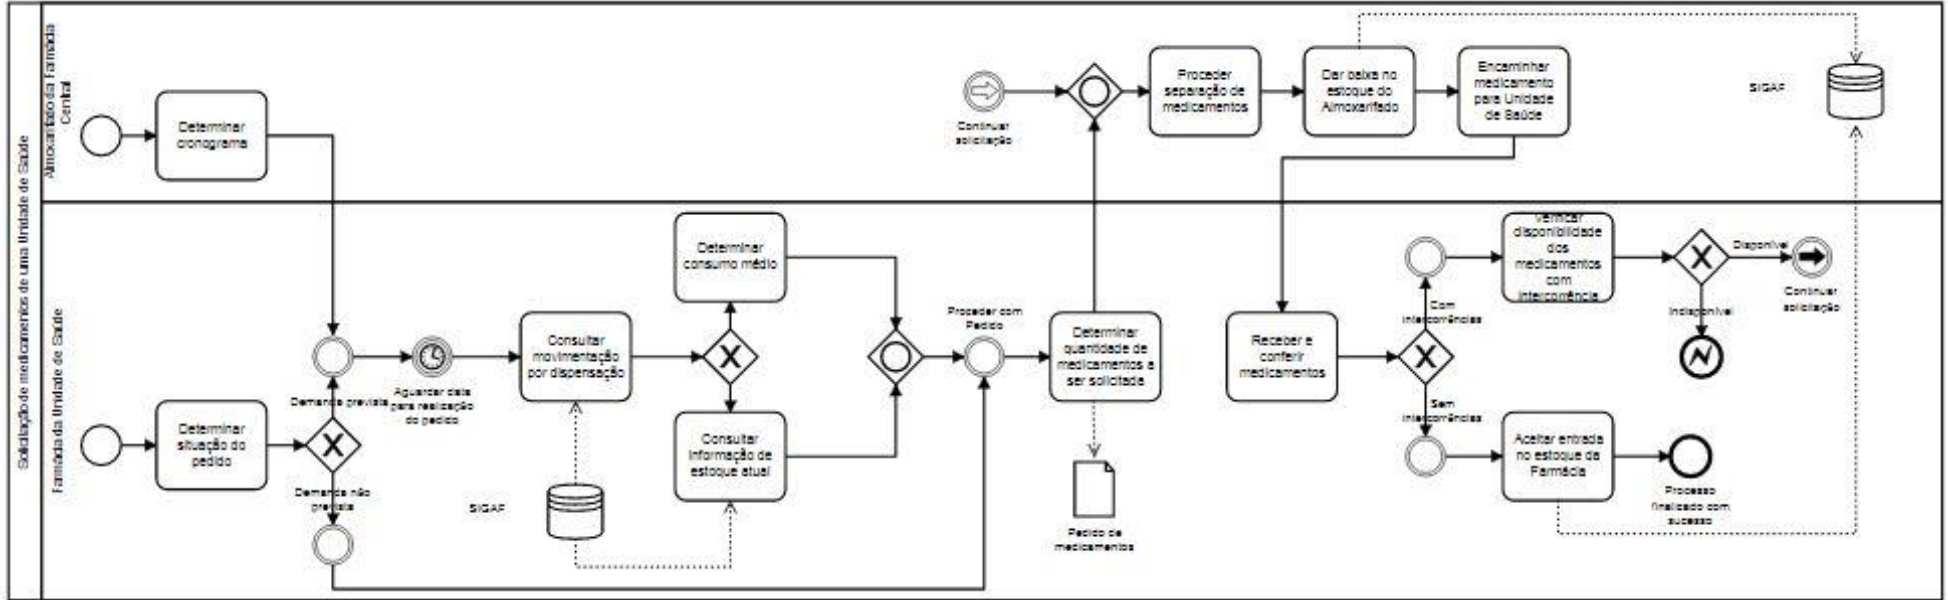 Solicitação de medicamentos de uma Unidade de Saúde
Almoxarifado da Farmácia
Central
Determinar
cronograma
Continuar
solicitação
Proceder
separação de
medicamentos
Dar baixa no
estoque do
Almoxarifado
Encaminhar
medicamento
para Unidade
de Saúde
SIGAF
Farmácia da Unidade de Saúde
Determinar
situação do
pedido
Demanda prevista
Demanda não
prevista
Aguardar data
para realização
do pedido
Consultar
movimentação
por dispensação
SIGAF
Determinar
consumo médio
Consultar
informação de
estoque atual
Proceder com
Pedido
Determinar
quantidade de
medicamentos a
ser solicitada
Pedido de
medicamentos
Receber e
conferir
medicamentos
Com
intercorrências
Sem
intercorrências
Verificar
disponibilidade
dos
medicamentos
com
intercorrência
Disponível
Indisponível
Continuar
solicitação
Aceitar entrada
no estoque da
Farmácia
Processo
finalizado com
sucesso